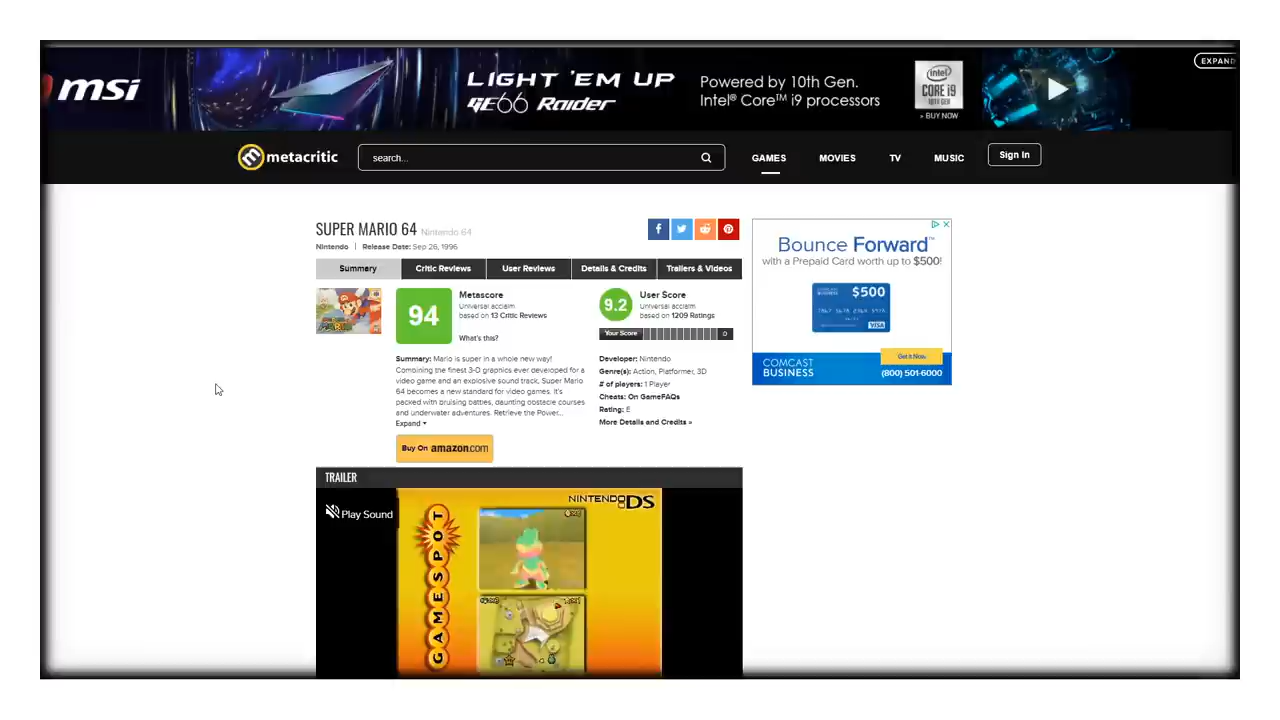 msi
LIGHT 'EM UP
GE66 Raider
Powered by 10th Gen.
Intel® Core™ i9 processors
intel
CORE i9
10TH GEN
» BUY NOW
EXPAND
metacritic
search...
GAMES
MOVIES
TV
MUSIC
Sign In
SUPER MARIO 64 Nintendo 64
Nintendo | Release Date: Sep 26, 1996
Summary
Critic Reviews
User Reviews
Details & Credits
Trailers & Videos
94
Metascore
Universal acclaim
based on 13 Critic Reviews
What's this?
9.2
User Score
Universal acclaim
based on 1209 Ratings
Your Score
Summary: Mario is super in a whole new way!
Combining the finest 3-D graphics ever developed for a
video game and an explosive sound track, Super Mario
64 becomes a new standard for video games. It's
packed with bruising battles, daunting obstacle courses
and underwater adventures. Retrieve the Power...
Expand
Developer: Nintendo
Genre(s): Action, Platformer, 3D
# of players: 1 Player
Cheats: On GameFAQs
Rating: E
More Details and Credits »
Buy On amazon.com
Bounce Forward™
with a Prepaid Card worth up to $500!
$500
VISA
COMCAST
BUSINESS
Get It Now.
(800) 501-6000
TRAILER
Play Sound
NINTENDO DS
GAMESPOT